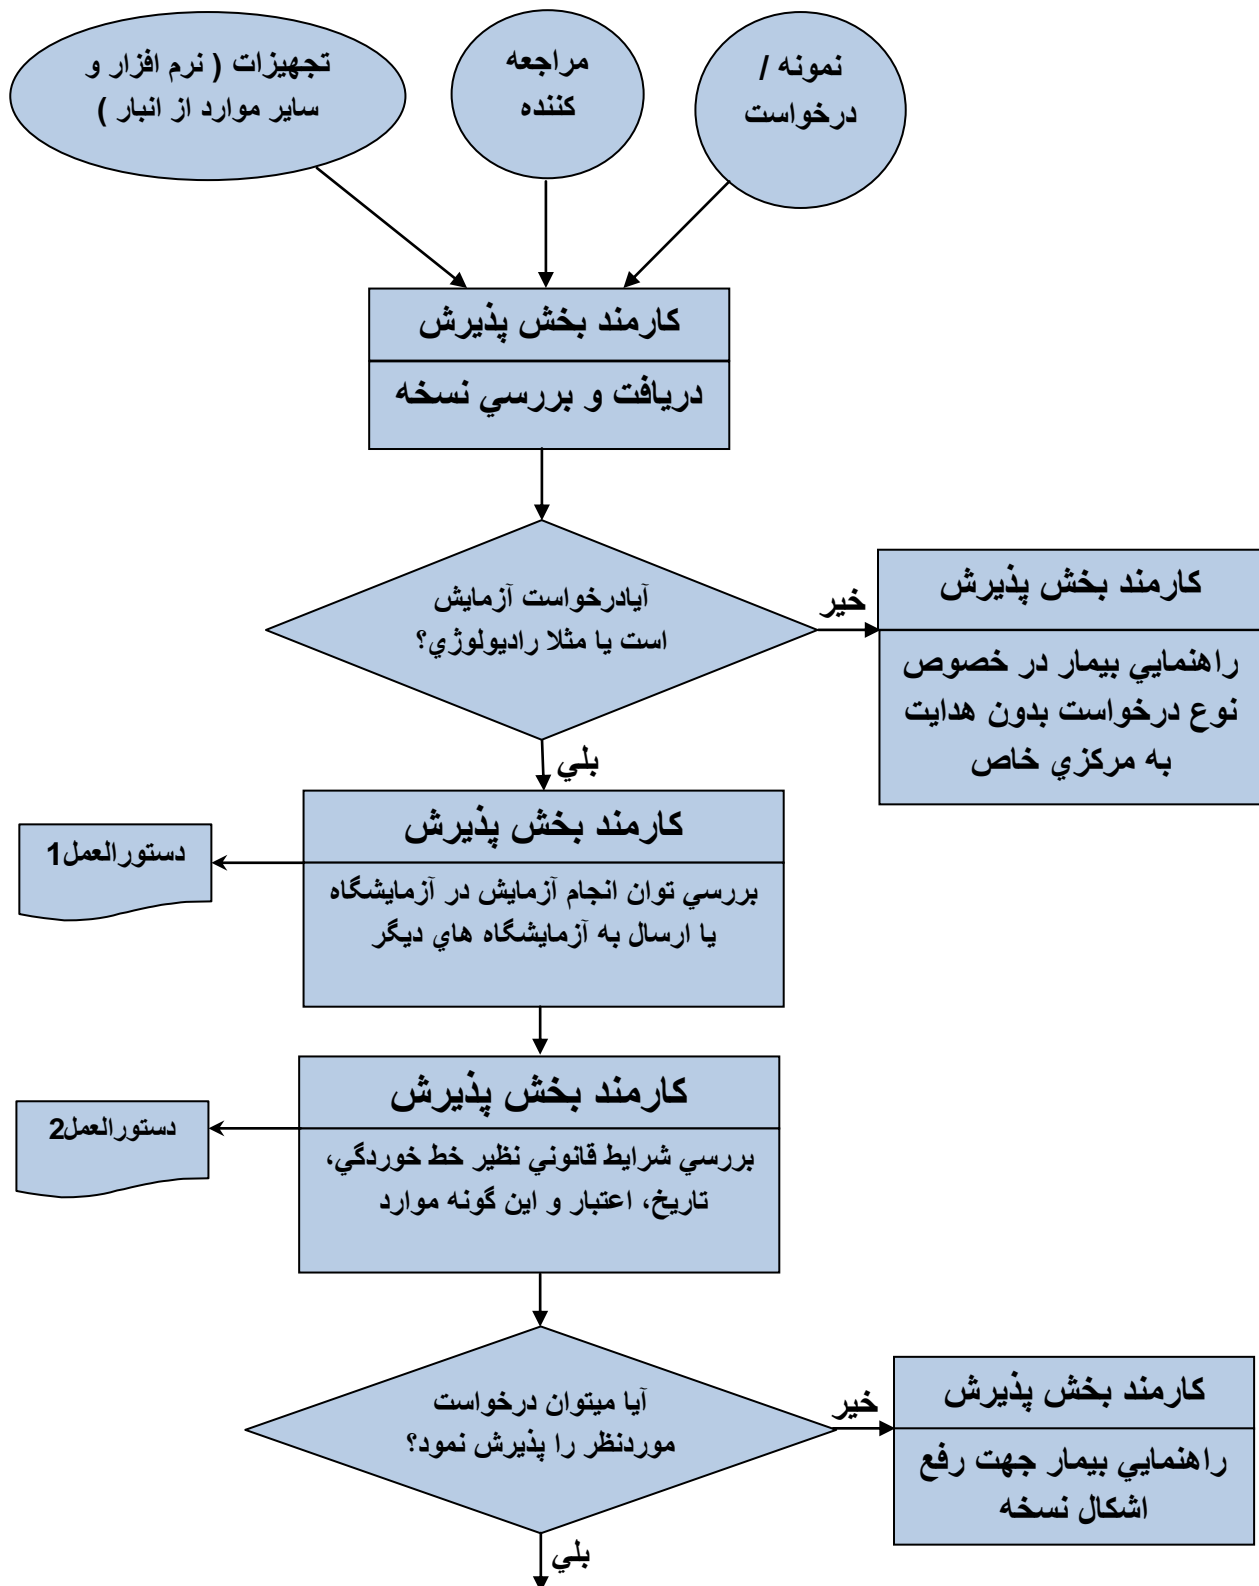 نمونه /
درخواست
مراجعه
كننده
تجهيزات ( نرم افزار و
ساير موارد از انبار )
كارمند بخش پذيرش
دريافت و بررسي نسخه
آيادرخواست آزمايش
است يا مثلا راديولوژي؟
خير
كارمند بخش پذيرش
راهنمايي بيمار در خصوص
نوع درخواست بدون هدايت
به مركزي خاص
بلي
كارمند بخش پذيرش
بررسي توان انجام آزمايش در آزمايشگاه
يا ارسال به آزمايشگاه هاي ديگر
دستورالعمل1
كارمند بخش پذيرش
بررسي شرايط قانوني نظير خط خوردگي،
تاريخ، اعتبار و اين گونه موارد
دستورالعمل2
آيا ميتوان درخواست
موردنظر را پذيرش نمود؟
خير
كارمند بخش پذيرش
راهنمايي بيمار جهت رفع
اشكال نسخه
بلي